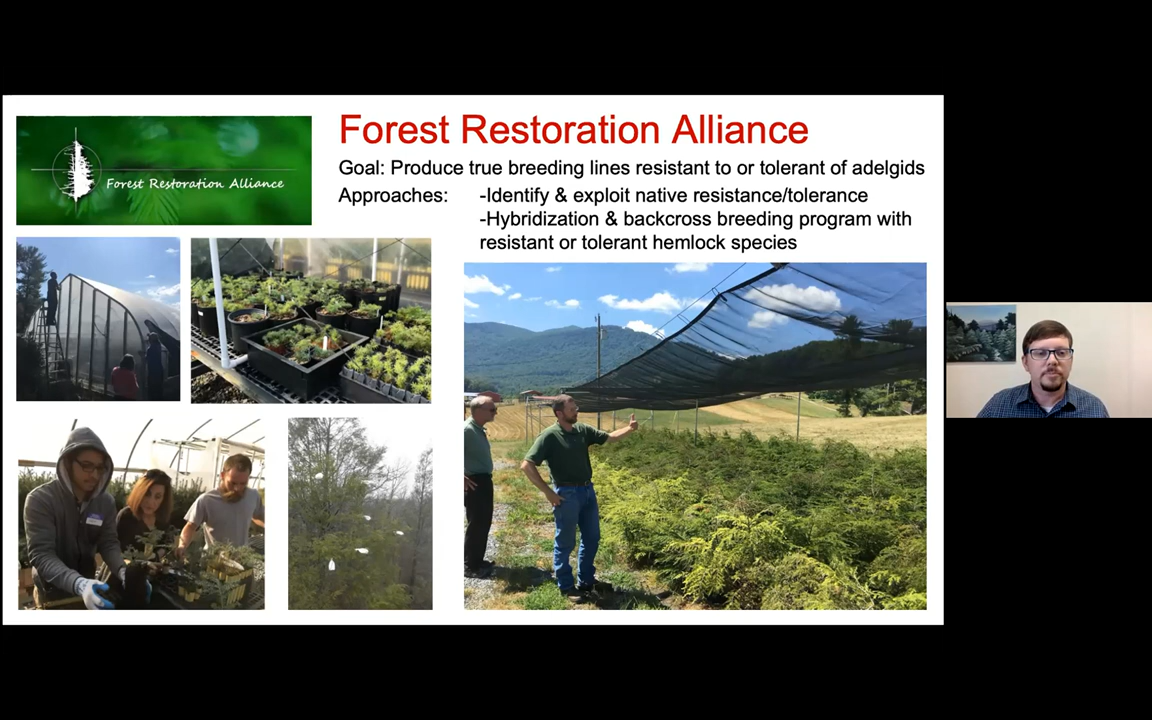 Forest Restoration Alliance
Forest Restoration Alliance
Goal: Produce true breeding lines resistant to or tolerant of adelgids
Approaches: -Identify & exploit native resistance/tolerance
-Hybridization & backcross breeding program with
resistant or tolerant hemlock species